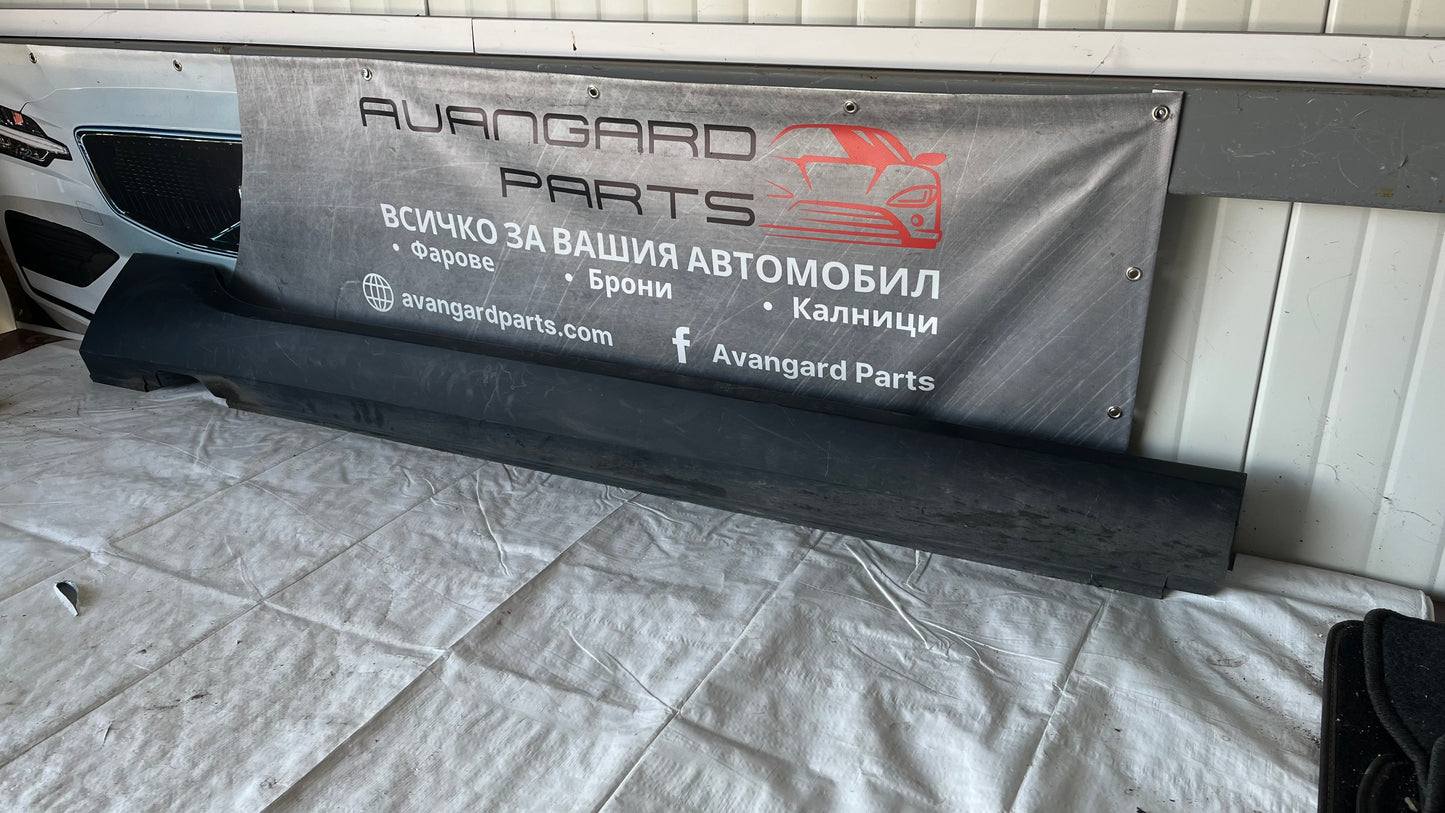 AVANGARD
PARTS
ВСИЧКО ЗА ВАШИЯ АВТОМОБИЛ
• Фарове • Брони • Калници
avangardparts.com f Avangard Parts